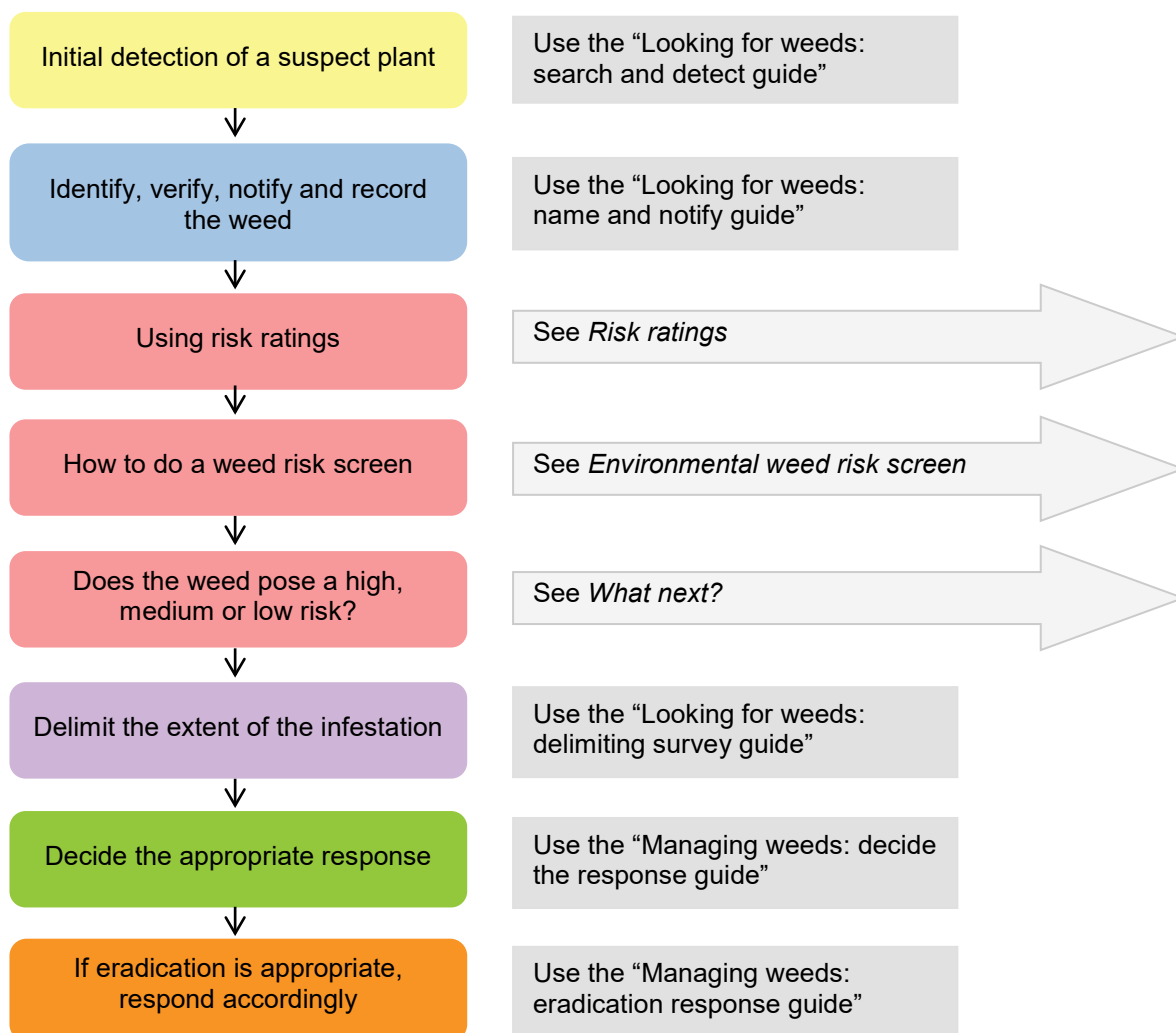 Initial detection of a suspect plant
Use the “Looking for weeds:
search and detect guide”
Identify, verify, notify and record
the weed
Use the “Looking for weeds:
name and notify guide”
Using risk ratings
See Risk ratings
How to do a weed risk screen
See Environmental weed risk screen
Does the weed pose a high,
medium or low risk?
See What next?
Delimit the extent of the infestation
Use the “Looking for weeds:
delimiting survey guide”
Decide the appropriate response
Use the “Managing weeds: decide
the response guide”
If eradication is appropriate,
respond accordingly
Use the “Managing weeds:
eradication response guide”